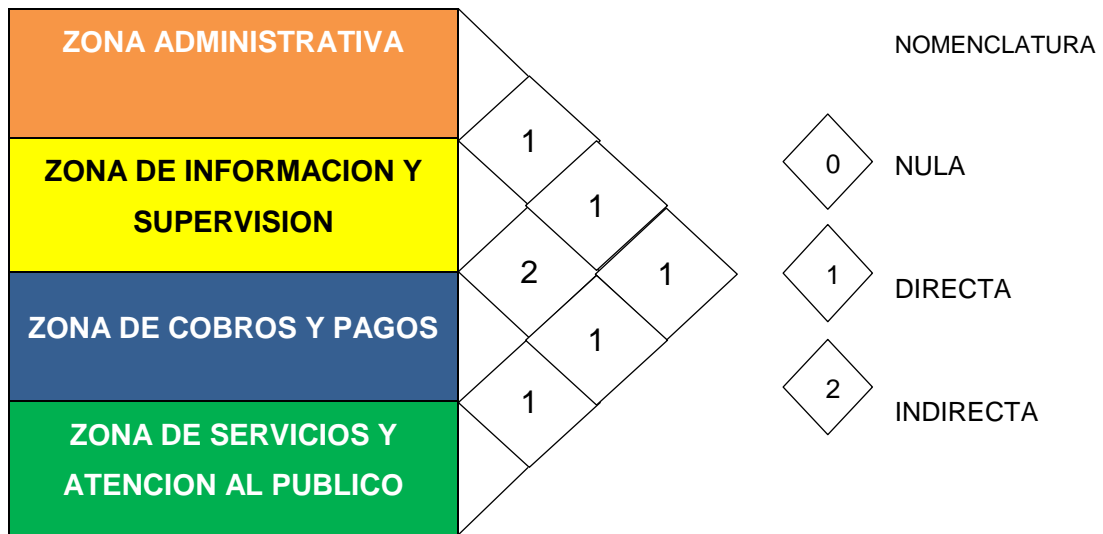 ZONA ADMINISTRATIVA
ZONA DE INFORMACION Y
SUPERVISION
ZONA DE COBROS Y PAGOS
ZONA DE SERVICIOS Y
ATENCION AL PUBLICO
1
1
2
1
1
1
NOMENCLATURA
0 NULA
1 DIRECTA
2 INDIRECTA